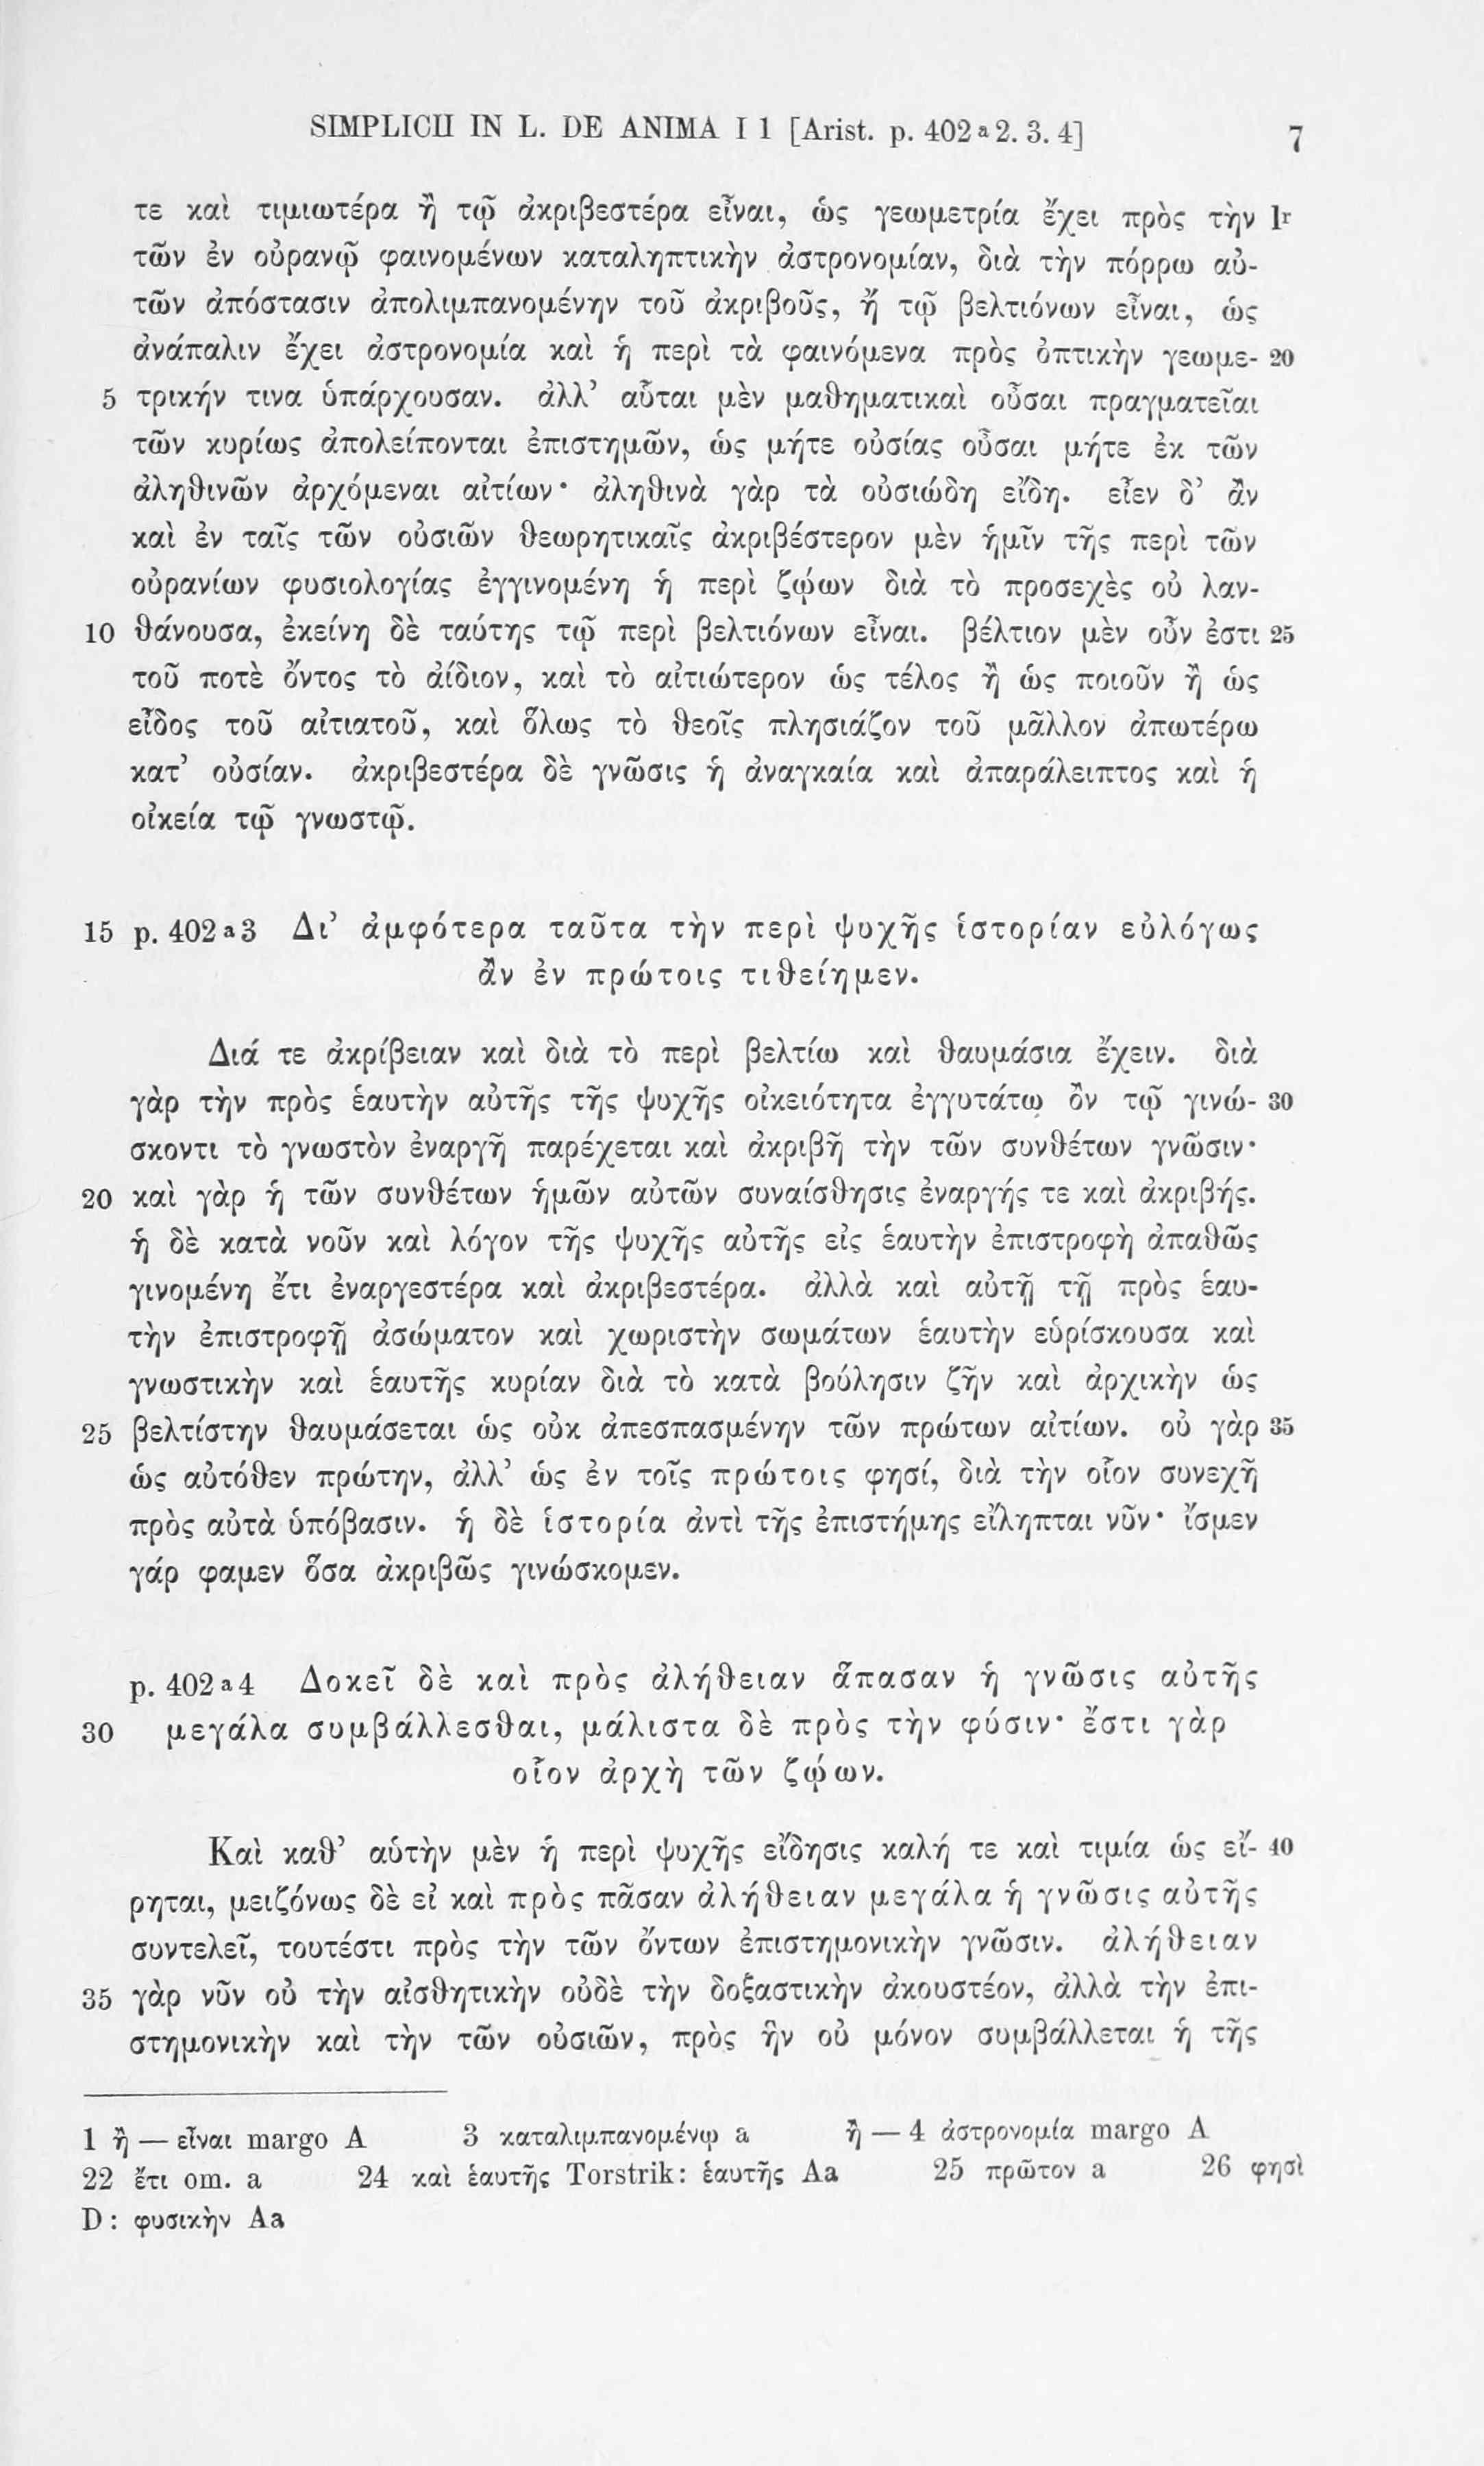 SIMPLICII IN L. DE ANIMA I 1 [Arist. p. 402 a 2. 3. 4] 7
τε καὶ τιμιωτέρα ἢ τῷ ἀκριβεστέρα εἶναι, ὡς γεωμετρία ἔχει πρὸς τὴν 1r
τῶν ἐν οὐρανῷ φαινομένων καταληπτικὴν ἀστρονομίαν, διὰ τὴν πόρρω αὐ-
τῶν ἀπόστασιν ἀπολιμπανομένην τοῦ ἀκριβοῦς, ἤ τῷ βελτιόνων εἶναι, ὡς
ἀνάπαλιν ἔχει ἀστρονομία καὶ ἡ περὶ τὰ φαινόμενα πρὸς ὀπτικὴν γεωμε- 20
5 τρικήν τινα ὑπάρχουσαν. ἀλλ’ αὗται μὲν μαθηματικαὶ οὖσαι πραγματεῖαι
τῶν κυρίως ἀπολείπονται ἐπιστημῶν, ὡς μήτε οὐσίας οὖσαι μήτε ἐκ τῶν
ἀληθινῶν ἀρχόμεναι αἰτίων· ἀληθινὰ γὰρ τὰ οὐσιώδη εἴδη. εἶεν δ’ ἂν
καὶ ἐν ταῖς τῶν οὐσιῶν θεωρητικαῖς ἀκριβέστερον μὲν ἡμῖν τῆς περὶ τῶν
οὐρανίων φυσιολογίας ἐγγινομένη ἡ περὶ ζῴων διὰ τὸ προσεχὲς οὐ λαν-
10 θάνουσα, ἐκείνη δὲ ταύτης τῷ περὶ βελτιόνων εἶναι. βέλτιον μὲν οὖν ἐστι 25
τοῦ ποτὲ ὄντος τὸ ἀίδιον, καὶ τὸ αἰτιώτερον ὡς τέλος ἢ ὡς ποιοῦν ἢ ὡς
εἶδος τοῦ αἰτιατοῦ, καὶ ὅλως τὸ θεοῖς πλησιάζον τοῦ μᾶλλον ἀπωτέρω
κατ’ οὐσίαν. ἀκριβεστέρα δὲ γνῶσις ἡ ἀναγκαία καὶ ἀπαράλειπτος καὶ ἡ
οἰκεία τῷ γνωστῷ.
15 p. 402 a 3 Δι’ ἀμφότερα ταῦτα τὴν περὶ ψυχῆς ἱστορίαν εὐλόγως
ἂν ἐν πρώτοις τιθείημεν.
Διά τε ἀκρίβειαν καὶ διὰ τὸ περὶ βελτίω καὶ θαυμάσια ἔχειν. διὰ
γὰρ τὴν πρὸς ἑαυτὴν αὐτῆς τῆς ψυχῆς οἰκειότητα ἐγγυτάτω ὂν τῷ γινώ- 30
σκοντι τὸ γνωστὸν ἐναργῆ παρέχεται καὶ ἀκριβῆ τὴν τῶν συνθέτων γνῶσιν·
20 καὶ γὰρ ἡ τῶν συνθέτων ἡμῶν αὐτῶν συναίσθησις ἐναργής τε καὶ ἀκριβής.
ἡ δὲ κατὰ νοῦν καὶ λόγον τῆς ψυχῆς αὐτῆς εἰς ἑαυτὴν ἐπιστροφὴ ἀπαθῶς
γινομένη ἔτι ἐναργεστέρα καὶ ἀκριβεστέρα. ἀλλὰ καὶ αὐτῇ τῇ πρὸς ἑαυ-
τὴν ἐπιστροφῇ ἀσώματον καὶ χωριστὴν σωμάτων ἑαυτὴν εὑρίσκουσα καὶ
γνωστικὴν καὶ ἑαυτῆς κυρίαν διὰ τὸ κατὰ βούλησιν ζῆν καὶ ἀρχικὴν ὡς
25 βελτίστην θαυμάσεται ὡς οὐκ ἀπεσπασμένην τῶν πρώτων αἰτίων. οὐ γὰρ 35
ὡς αὐτόθεν πρώτην, ἀλλ’ ὡς ἐν τοῖς πρώτοις φησί, διὰ τὴν οἷον συνεχῆ
πρὸς αὐτὰ ὑπόβασιν. ἡ δὲ ἱστορία ἀντὶ τῆς ἐπιστήμης εἴληπται νῦν· ἴσμεν
γάρ φαμεν ὅσα ἀκριβῶς γινώσκομεν.
p. 402 a 4 Δοκεῖ δὲ καὶ πρὸς ἀλήθειαν ἅπασαν ἡ γνῶσις αὐτῆς
30 μεγάλα συμβάλλεσθαι, μάλιστα δὲ πρὸς τὴν φύσιν· ἔστι γὰρ
οἷον ἀρχὴ τῶν ζῴων.
Καὶ καθ’ αὑτὴν μὲν ἡ περὶ ψυχῆς εἴδησις καλή τε καὶ τιμία ὡς εἴ- 40
ρηται, μειζόνως δὲ εἰ καὶ πρὸς πᾶσαν ἀλήθειαν μεγάλα ἡ γνῶσις αὐτῆς
συντελεῖ, τουτέστι πρὸς τὴν τῶν ὄντων ἐπιστημονικὴν γνῶσιν. ἀλήθειαν
35 γὰρ νῦν οὐ τὴν αἰσθητικὴν οὐδὲ τὴν δοξαστικὴν ἀκουστέον, ἀλλὰ τὴν ἐπι-
στημονικὴν καὶ τὴν τῶν οὐσιῶν, πρὸς ἣν οὐ μόνον συμβάλλεται ἡ τῆς
1 ἢ — εἶναι margo A 3 καταλιμπανομένῳ a ἢ — 4 ἀστρονομία margo A
22 ἔτι om. a 24 καὶ ἑαυτῆς Torstrik: ἑαυτῆς Aa 25 πρῶτον a 26 φησὶ
D: φυσικὴν Aa